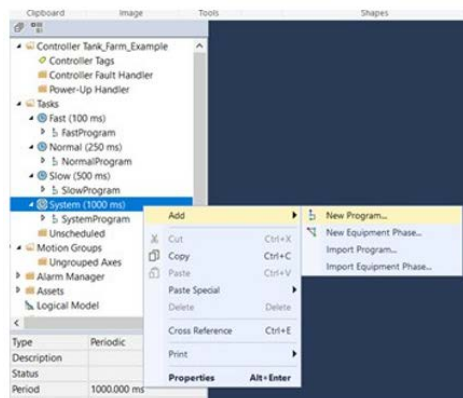 Clipboard Image Tools Shapes
Controller Tank_Farm_Example
Controller Tags
Controller Fault Handler
Power-Up Handler
Tasks
Fast (100 ms)
FastProgram
Normal (250 ms)
NormalProgram
Slow (500 ms)
SlowProgram
System (1000 ms)
SystemProgram
Unscheduled
Motion Groups
Ungrouped Axes
Alarm Manager
Assets
Logical Model
Type Periodic
Description
Status
Period 1000.000 ms
Add
Cut Ctrl+X
Copy Ctrl+C
Paste Ctrl+V
Paste Special
Delete Delete
Cross Reference Ctrl+E
Print
Properties Alt+Enter
New Program...
New Equipment Phase...
Import Program...
Import Equipment Phase...